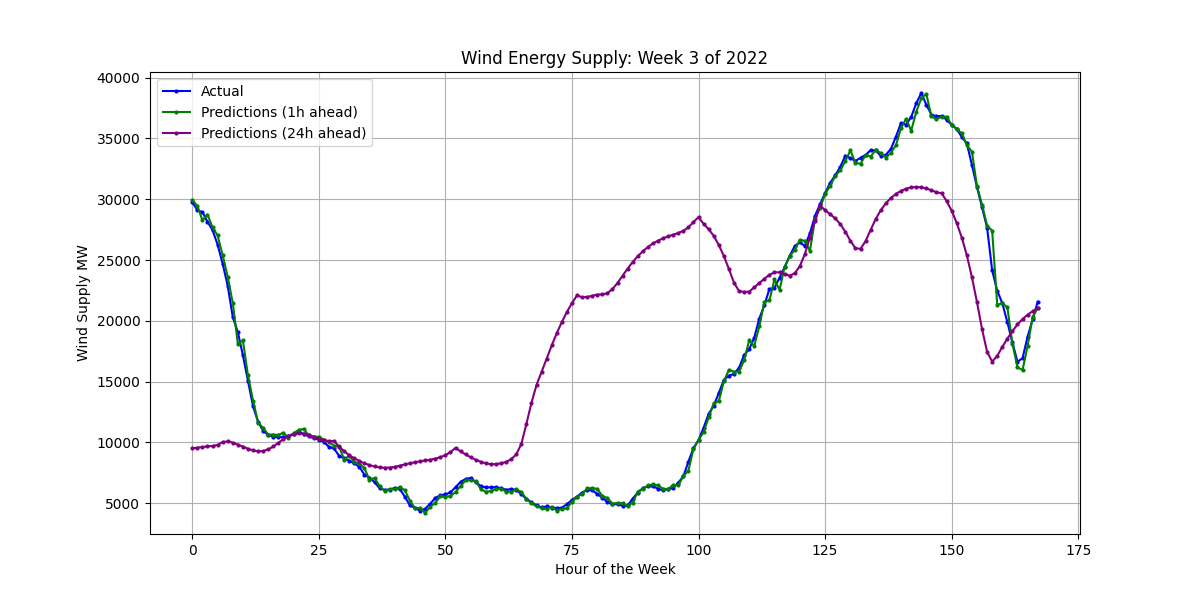 Wind Energy Supply: Week 3 of 2022
Actual
Predictions (1h ahead)
Predictions (24h ahead)
40000
35000
30000
25000
20000
15000
10000
5000
Wind Supply MW
0 25 50 75 100 125 150 175
Hour of the Week